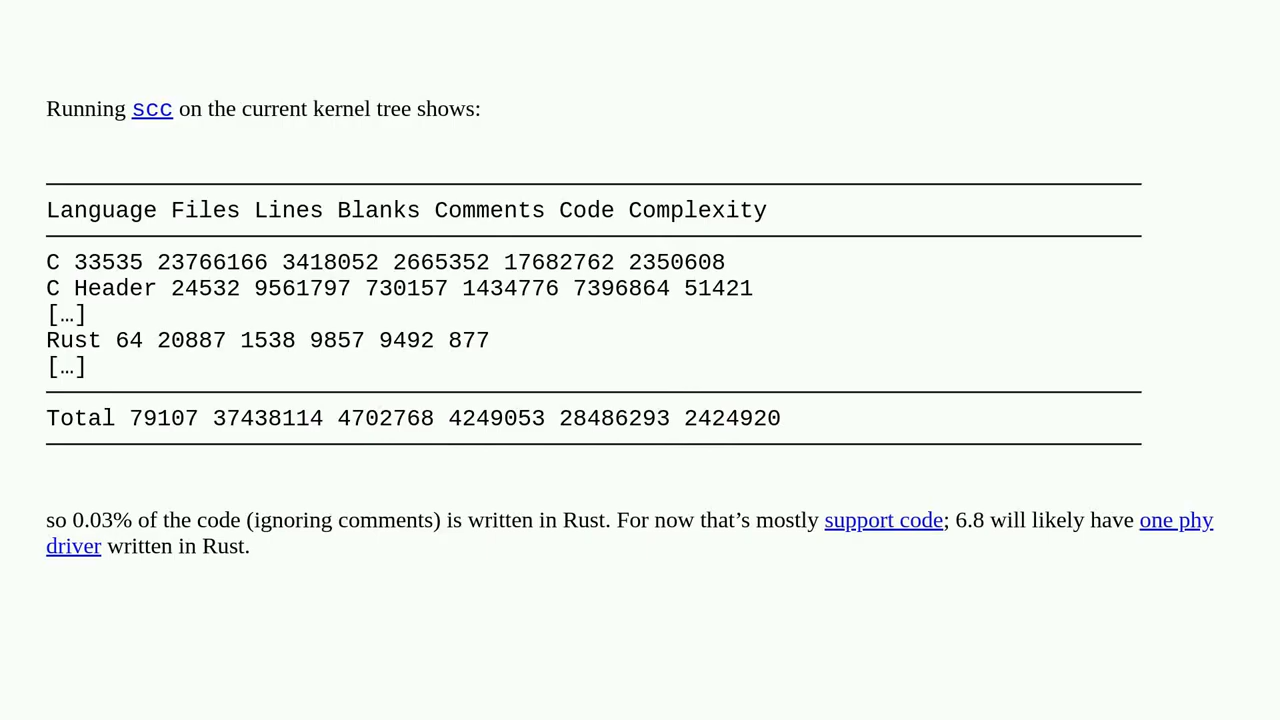 Running scc on the current kernel tree shows:
Language Files Lines Blanks Comments Code Complexity
C 33535 23766166 3418052 2665352 17682762 2350608
C Header 24532 9561797 730157 1434776 7396864 51421
[…]
Rust 64 20887 1538 9857 9492 877
[…]
Total 79107 37438114 4702768 4249053 28486293 2424920
so 0.03% of the code (ignoring comments) is written in Rust. For now that’s mostly support code; 6.8 will likely have one phy
driver written in Rust.